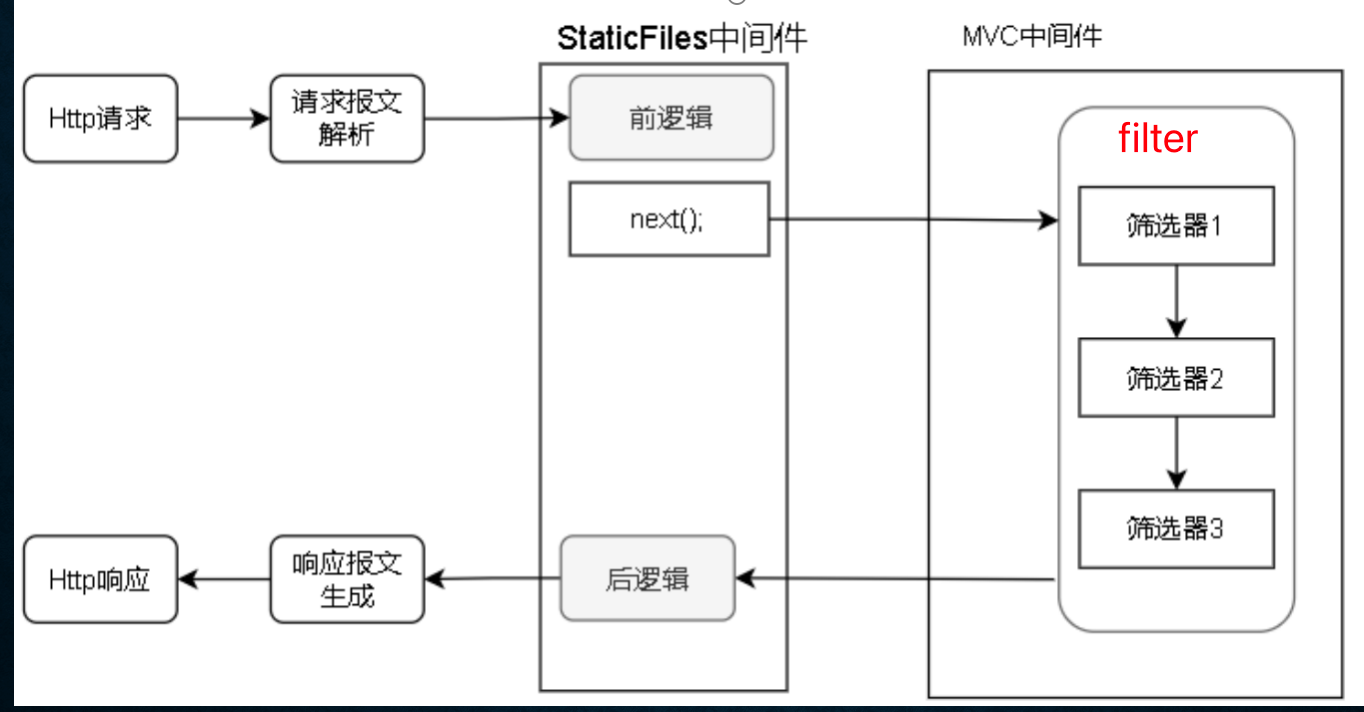 StaticFiles中间件
MVC中间件
Http请求
请求报文
解析
前逻辑
filter
next();
筛选器1
筛选器2
筛选器3
Http响应
响应报文
生成
后逻辑